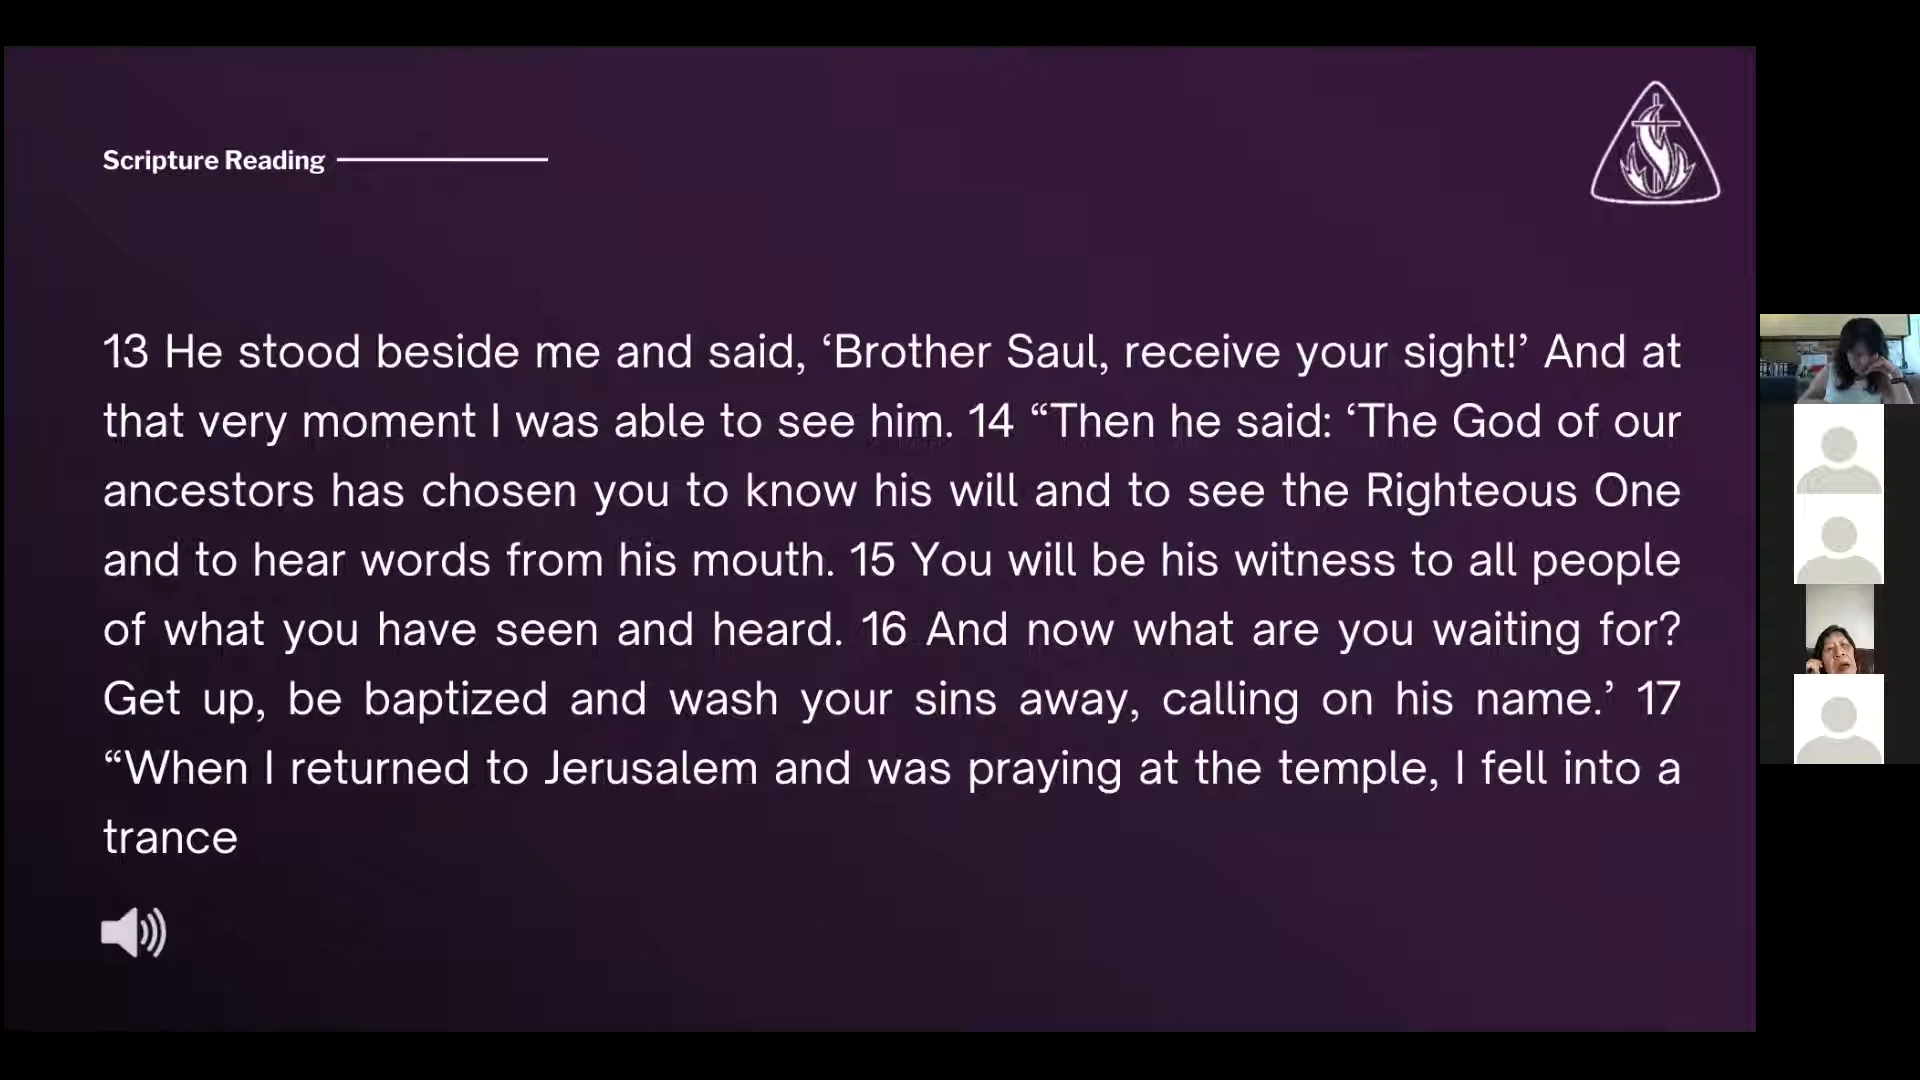 Scripture Reading
13 He stood beside me and said, ‘Brother Saul, receive your sight!’ And at
that very moment I was able to see him. 14 “Then he said: ‘The God of our
ancestors has chosen you to know his will and to see the Righteous One
and to hear words from his mouth. 15 You will be his witness to all people
of what you have seen and heard. 16 And now what are you waiting for?
Get up, be baptized and wash your sins away, calling on his name.’ 17
“When I returned to Jerusalem and was praying at the temple, I fell into a
trance